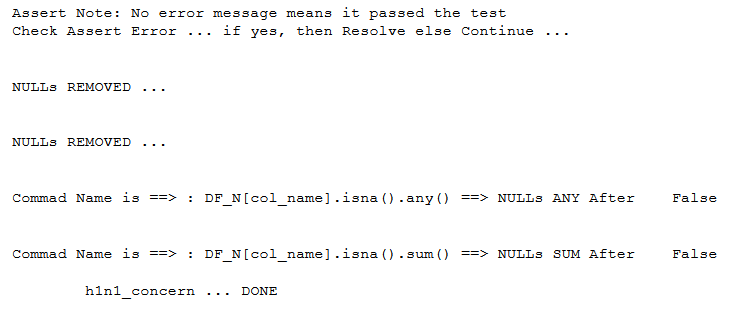 Assert Note: No error message means it passed the test
Check Assert Error ... if yes, then Resolve else Continue ...
NULLs REMOVED ...
NULLs REMOVED ...
Commad Name is ==> : DF_N[col_name].isna().any() ==> NULLs ANY After    False
Commad Name is ==> : DF_N[col_name].isna().sum() ==> NULLs SUM After    False
h1n1_concern ... DONE